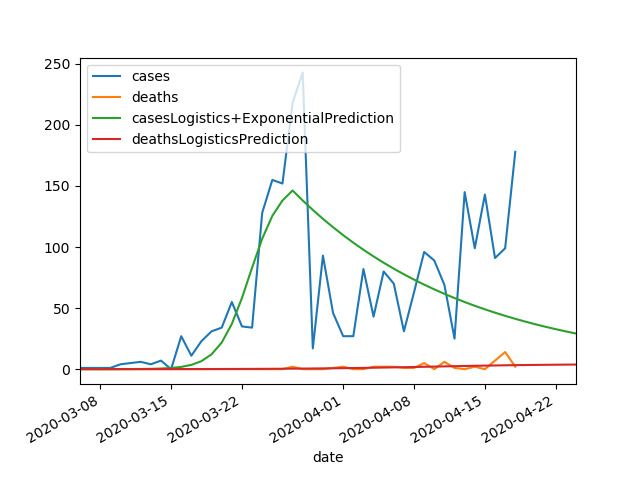 250
200
150
100
50
0
cases
deaths
casesLogistics+ExponentialPrediction
deathsLogisticsPrediction
2020-03-08
2020-03-15
2020-03-22
2020-04-01
2020-04-08
2020-04-15
2020-04-22
date